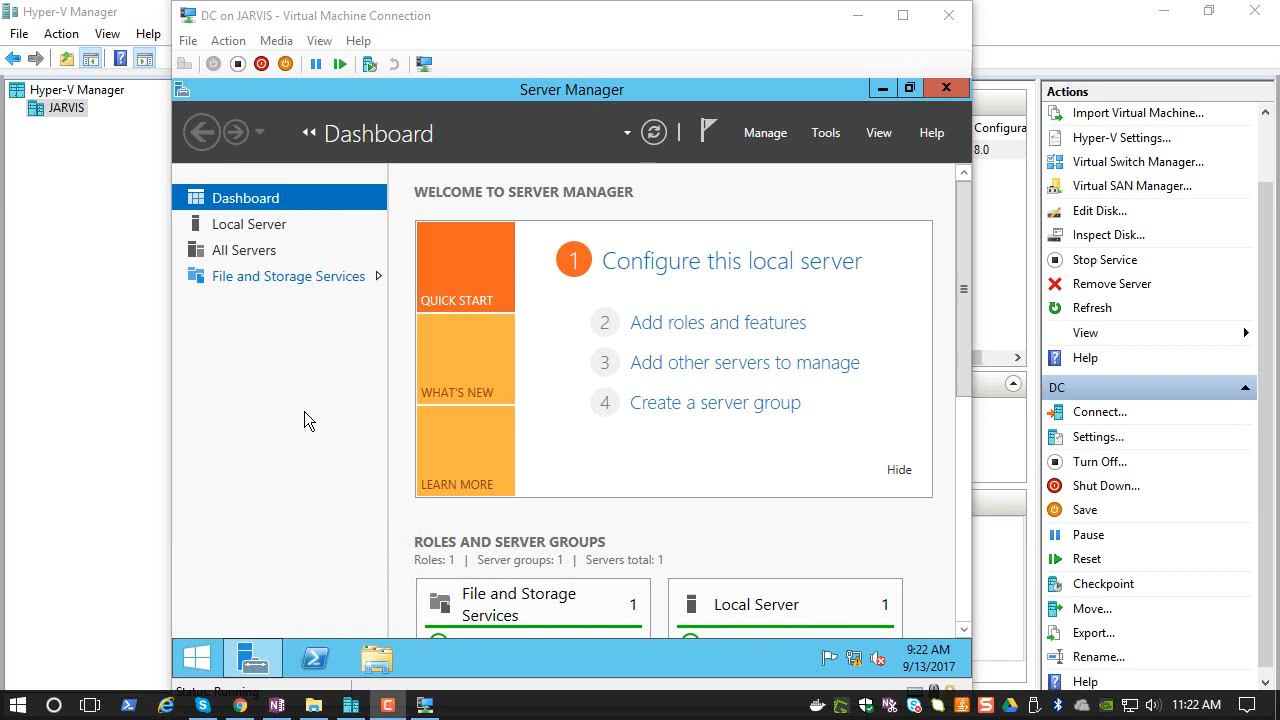 Hyper-V Manager
File Action View Help
Hyper-V Manager
JARVIS
DC on JARVIS - Virtual Machine Connection
File Action Media View Help
Server Manager
Dashboard
Manage Tools View Help
Dashboard
Local Server
All Servers
File and Storage Services
WELCOME TO SERVER MANAGER
QUICK START
WHAT'S NEW
LEARN MORE
1 Configure this local server
2 Add roles and features
3 Add other servers to manage
4 Create a server group
Hide
ROLES AND SERVER GROUPS
Roles: 1 | Server groups: 1 | Servers total: 1
File and Storage
Services
1
Local Server 1
9:22 AM
9/13/2017
Status: Running
Configura
8.0
Actions
Import Virtual Machine...
Hyper-V Settings...
Virtual Switch Manager...
Virtual SAN Manager...
Edit Disk...
Inspect Disk...
Stop Service
Remove Server
Refresh
View
Help
DC
Connect...
Settings...
Turn Off...
Shut Down...
Save
Pause
Reset
Checkpoint
Move...
Export...
Rename...
Help
11:22 AM